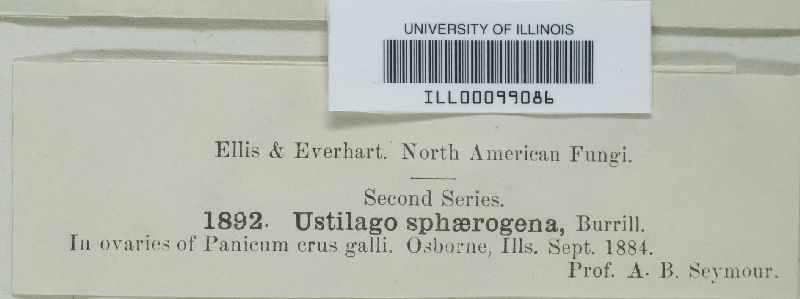 UNIVERSITY OF ILLINOIS
ILL00099086
Ellis & Everhart. North American Fungi.
Second Series.
1892. Ustilago sphærogena, Burrill.
In ovaries of Panicum crus galli. Osborne, Ills. Sept. 1884.
Prof. A. B. Seymour.